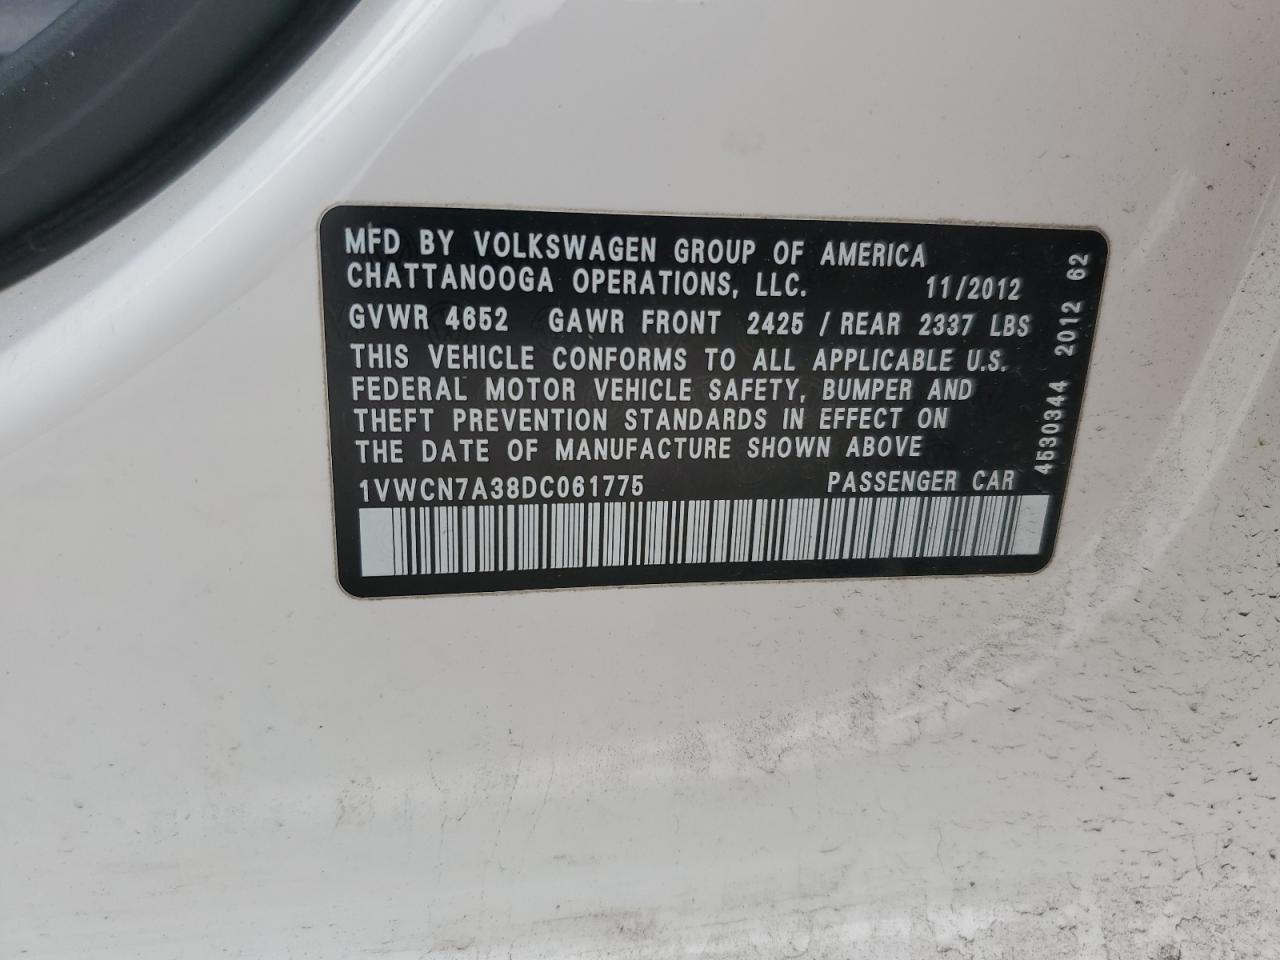 MFD BY VOLKSWAGEN GROUP OF AMERICA
CHATTANOOGA OPERATIONS, LLC. 11/2012
GVWR 4652 GAWR FRONT 2425 / REAR 2337 LBS
THIS VEHICLE CONFORMS TO ALL APPLICABLE U.S.
FEDERAL MOTOR VEHICLE SAFETY, BUMPER AND
THEFT PREVENTION STANDARDS IN EFFECT ON
THE DATE OF MANUFACTURE SHOWN ABOVE
1VWCN7A38DC061775 PASSENGER CAR
4530344 2012 62